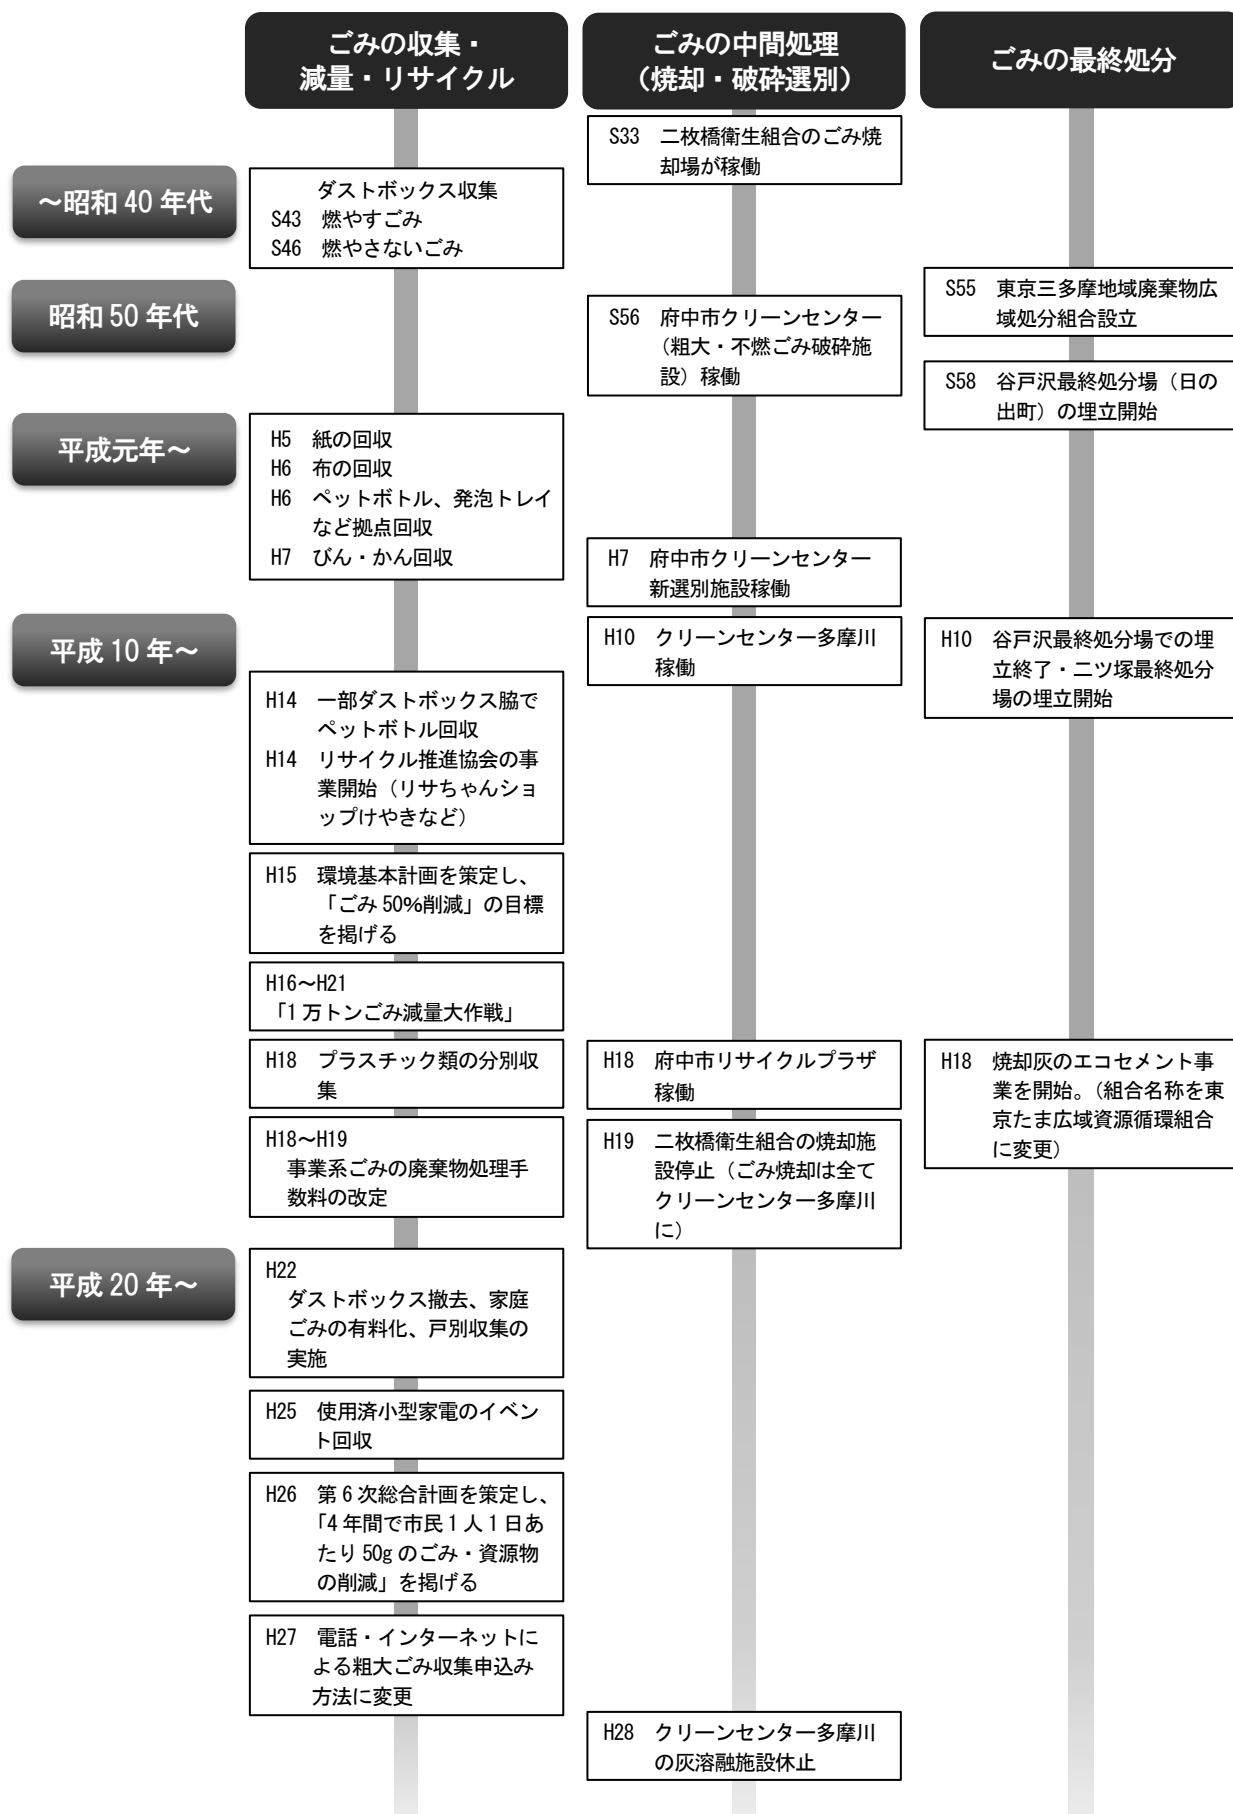 ごみの収集・
減量・リサイクル
ごみの中間処理
（焼却・破砕選別）
ごみの最終処分
S33 二枚橋衛生組合のごみ焼
却場が稼働
～昭和 40 年代
ダストボックス収集
S43 燃やすごみ
S46 燃やさないごみ
昭和 50 年代
S55 東京三多摩地域廃棄物広
域処分組合設立
S56 府中市クリーンセンター
（粗大・不燃ごみ破砕施
設）稼働
S58 谷戸沢最終処分場（日の
出町）の埋立開始
平成元年～
H5 紙の回収
H6 布の回収
H6 ペットボトル、発泡トレイ
など拠点回収
H7 びん・かん回収
H7 府中市クリーンセンター
新選別施設稼働
平成 10 年～
H10 クリーンセンター多摩川
稼働
H10 谷戸沢最終処分場での埋
立終了・二ツ塚最終処分
場の埋立開始
H14 一部ダストボックス脇で
ペットボトル回収
H14 リサイクル推進協会の事
業開始（リサちゃんショ
ップけやきなど）
H15 環境基本計画を策定し、
「ごみ 50%削減」の目標
を掲げる
H16～H21
「1 万トンごみ減量大作戦」
H18 プラスチック類の分別収
集
H18 府中市リサイクルプラザ
稼働
H18 焼却灰のエコセメント事
業を開始。（組合名称を東
京たま広域資源循環組合
に変更）
H18～H19
事業系ごみの廃棄物処理手
数料の改定
H19 二枚橋衛生組合の焼却施
設停止（ごみ焼却は全て
クリーンセンター多摩川
に）
平成 20 年～
H22
ダストボックス撤去、家庭
ごみの有料化、戸別収集の
実施
H25 使用済小型家電のイベン
ト回収
H26 第 6 次総合計画を策定し、
「4 年間で市民 1 人 1 日あ
たり 50g のごみ・資源物
の削減」を掲げる
H27 電話・インターネットに
よる粗大ごみ収集申込み
方法に変更
H28 クリーンセンター多摩川
の灰溶融施設休止